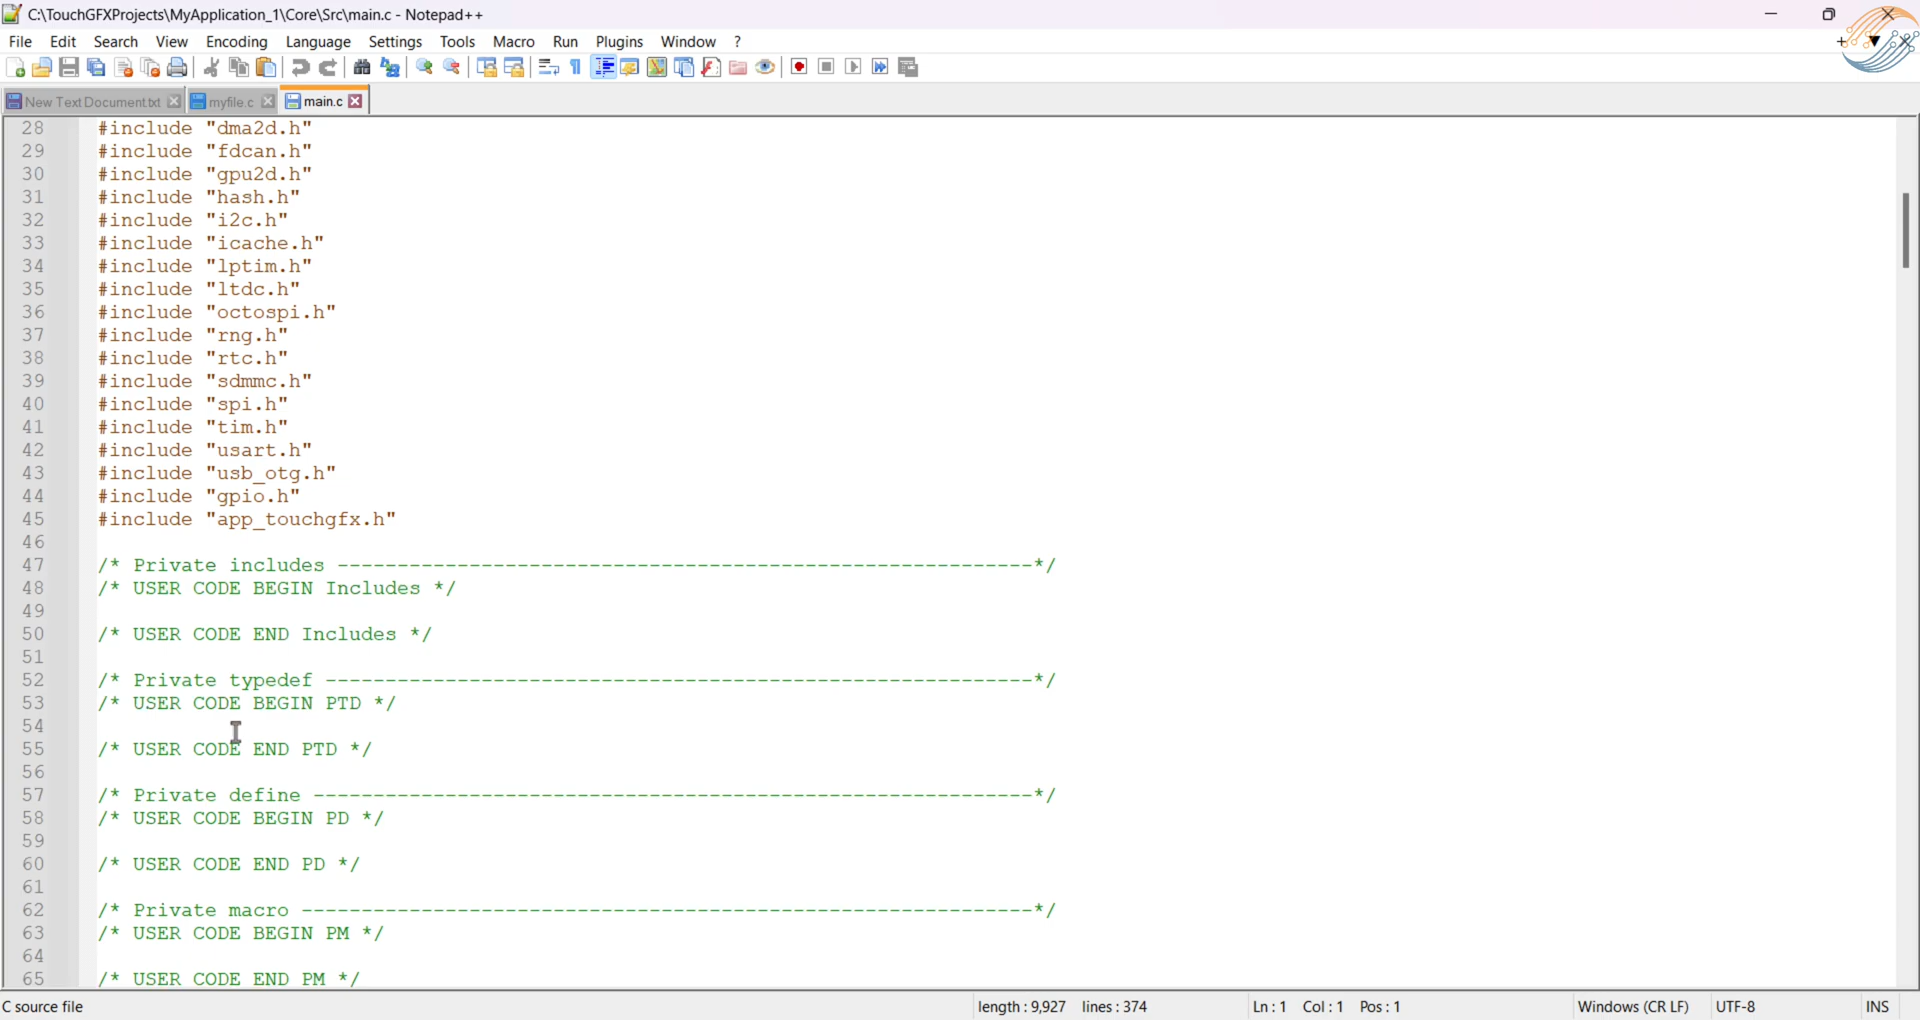 C:\TouchGFXProjects\MyApplication_1\Core\Src\main.c - Notepad++
File Edit Search View Encoding Language Settings Tools Macro Run Plugins Window ?
New Text Document.txt myfile.c main.c
28 #include "dma2d.h"
29 #include "fdcan.h"
30 #include "gpu2d.h"
31 #include "hash.h"
32 #include "i2c.h"
33 #include "icache.h"
34 #include "lptim.h"
35 #include "ltdc.h"
36 #include "octospi.h"
37 #include "rng.h"
38 #include "rtc.h"
39 #include "sdmmc.h"
40 #include "spi.h"
41 #include "tim.h"
42 #include "usart.h"
43 #include "usb_otg.h"
44 #include "gpio.h"
45 #include "app_touchgfx.h"
46
47 /* Private includes ----------------------------------------------------------*/
48 /* USER CODE BEGIN Includes */
49
50 /* USER CODE END Includes */
51
52 /* Private typedef -----------------------------------------------------------*/
53 /* USER CODE BEGIN PTD */
54
55 /* USER CODE END PTD */
56
57 /* Private define ------------------------------------------------------------*/
58 /* USER CODE BEGIN PD */
59
60 /* USER CODE END PD */
61
62 /* Private macro -------------------------------------------------------------*/
63 /* USER CODE BEGIN PM */
64
65 /* USER CODE END PM */
C source file length : 9,927 lines : 374 Ln : 1 Col : 1 Pos : 1 Windows (CR LF) UTF-8 INS